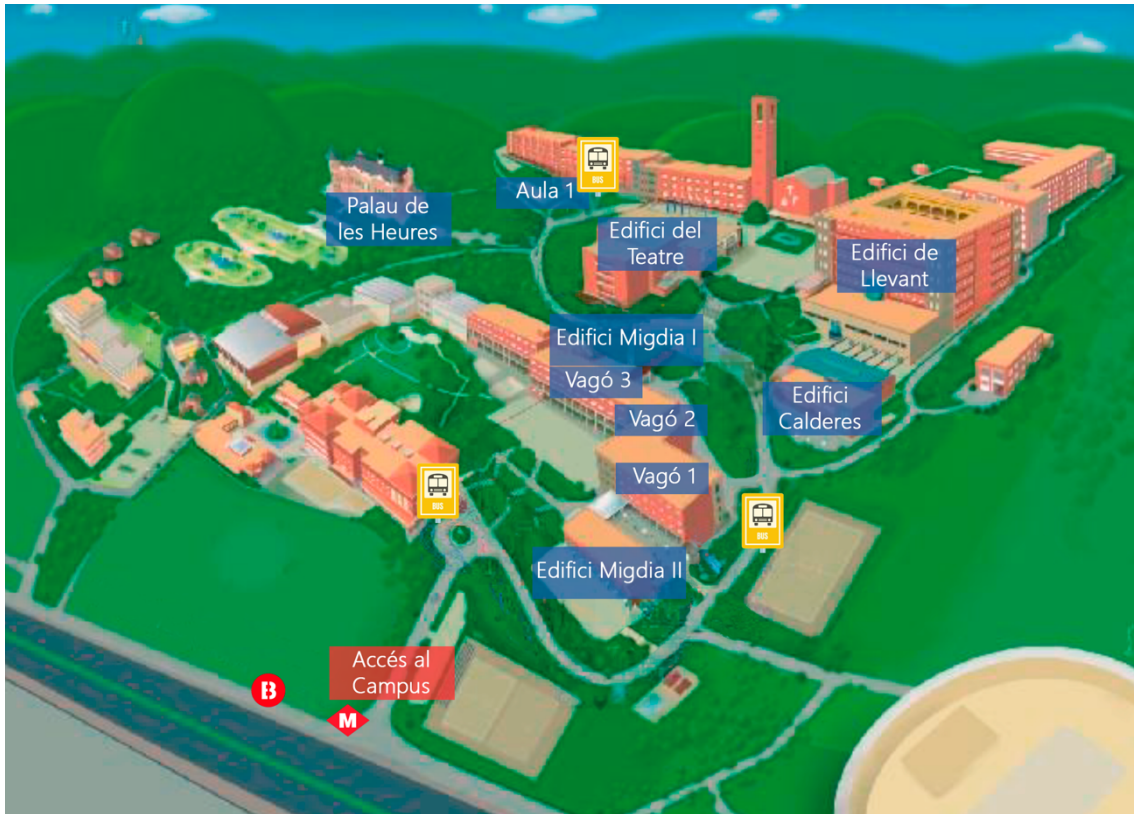 BUS
Aula 1
Palau de
les Heures
Edifici del
Teatre
Edifici de
Llevant
Edifici Migdia I
Vagó 3
Edifici
Calderes
Vagó 2
Vagó 1
BUS
BUS
Edifici Migdia II
Accés al
Campus
B
M